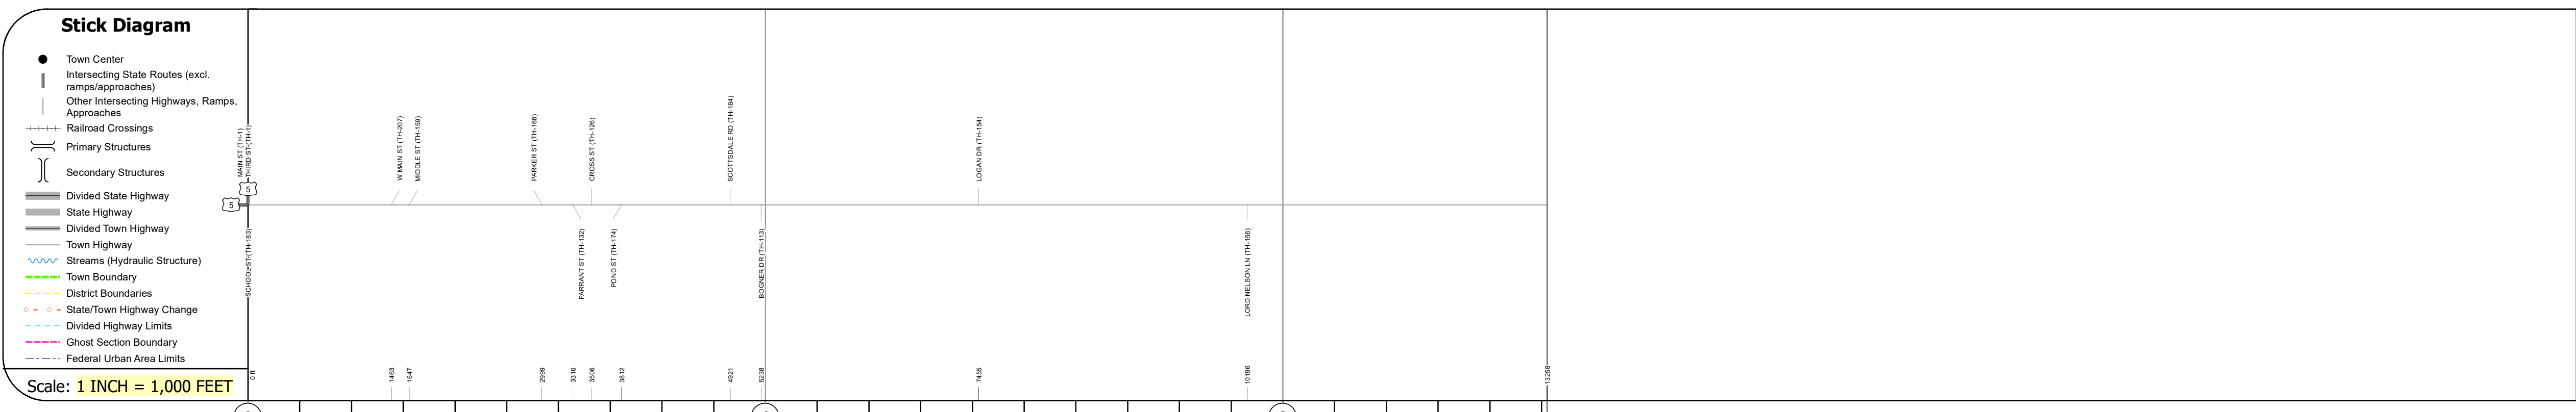 Stick Diagram
Town Center
Intersecting State Routes (excl.
ramps/approaches)
Other Intersecting Highways, Ramps,
Approaches
Railroad Crossings
Primary Structures
Secondary Structures
Divided State Highway
State Highway
Divided Town Highway
Town Highway
Streams (Hydraulic Structure)
Town Boundary
District Boundaries
State/Town Highway Change
Divided Highway Limits
Ghost Section Boundary
Federal Urban Area Limits
Scale: 1 INCH = 1,000 FEET
MAIN ST (TH-1)
THIRD ST (TH-1)
5
5
SCHOOL ST (TH-183)
W MAIN ST (TH-207)
MIDDLE ST (TH-159)
PARKER ST (TH-168)
FARRANT ST (TH-132)
CROSS ST (TH-126)
POND ST (TH-174)
SCOTTSDALE RD (TH-184)
BOGNER DR (TH-113)
LOGAN DR (TH-154)
LORD NELSON LN (TH-156)
0 ft
1463
1647
2999
3316
3506
3812
4921
5238
7455
10196
13258